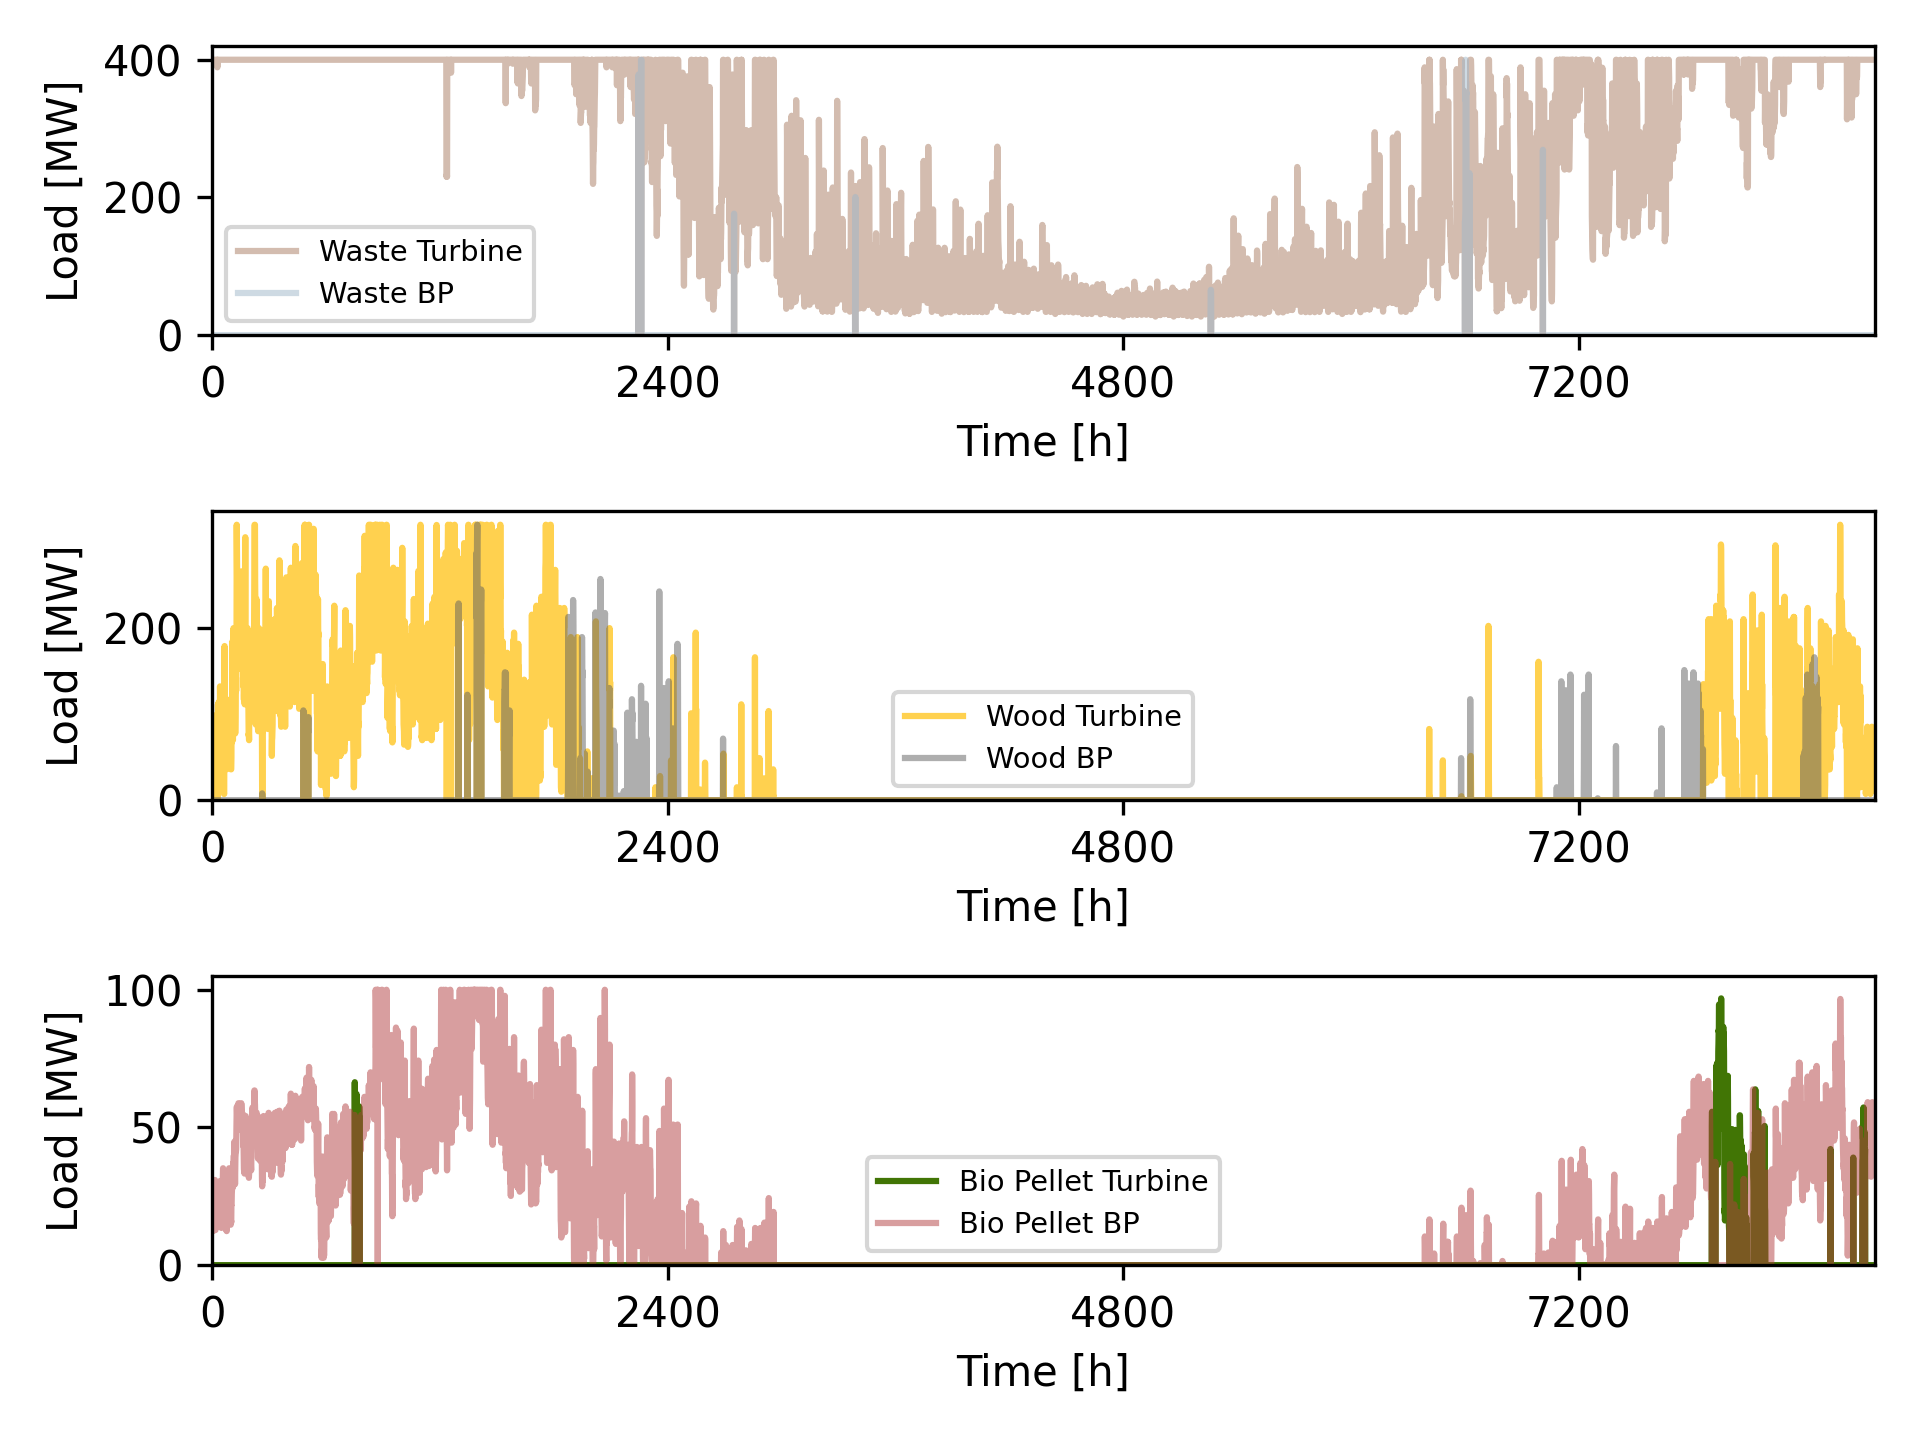 Load [MW]
400
200
0
Waste Turbine
Waste BP
0 2400 4800 7200
Time [h]
Load [MW]
200
0
Wood Turbine
Wood BP
0 2400 4800 7200
Time [h]
Load [MW]
100
50
0
Bio Pellet Turbine
Bio Pellet BP
0 2400 4800 7200
Time [h]